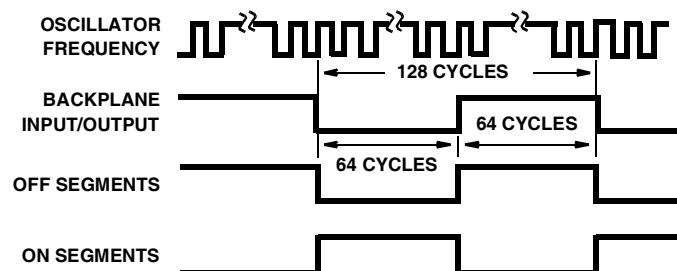 OSCILLATOR
FREQUENCY
128 CYCLES
BACKPLANE
INPUT/OUTPUT
64 CYCLES
64 CYCLES
OFF SEGMENTS
ON SEGMENTS